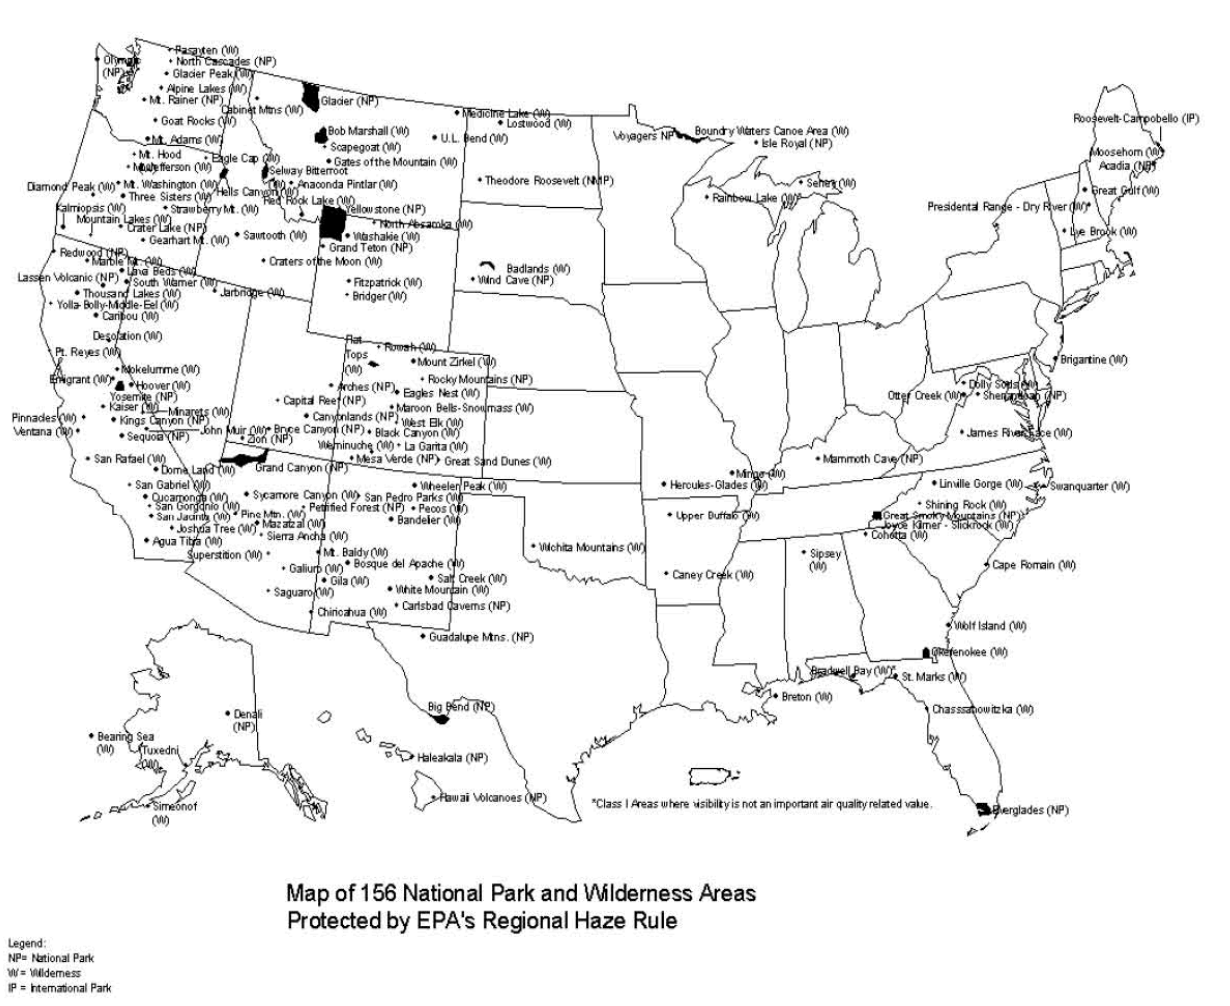 Pasayten (W)
North Cascades (NP)
Olympic
(NP)
Glacier Peak (W)
Alpine Lakes (W)
Mt. Rainer (NP)
Goat Rocks (W)
Mt. Adams (W)
Cabinet Mtns (W)
Glacier (NP)
Bob Marshall (W)
Scapegoat (W)
Gates of the Mountain (W)
Medicine Lake (W)
Lostwood (W)
U.L. Bend (W)
Voyagers NP
Boundry Waters Canoe Area (W)
Isle Royal (NP)
Roosevelt-Campobello (IP)
Moosehorn (W)
Acadia (NP)
Great Gulf (W)
Presidental Range - Dry River (W)
Lye Brook (W)
Mt. Hood
Mt. Jefferson (W)
Eagle Cap (W)
Selway Bitterroot
(W)
Anaconda Pintlar (W)
Theodore Roosevelt (NMP)
Seney (W)
Rainbow Lake (W)
Diamond Peak (W)
Mt. Washington (W)
Three Sisters (W)
Hells Canyon (W)
Red Rock Lake (W)
Yellowstone (NP)
Kalmiopsis (W)
Strawberry Mt. (W)
Mountain Lakes (W)
Crater Lake (NP)
Gearhart Mt. (W)
Sawtooth (W)
North Absaroka (W)
Washakie (W)
Grand Teton (NP)
Craters of the Moon (W)
Redwood (NP)
Marble Mt. (W)
Lava Beds (W)
Lassen Volcanic (NP)
South Warner (W)
Thousand Lakes (W)
Jarbridge (W)
Yolla-Bolly-Middle-Eel (W)
Caribou (W)
Fitzpatrick (W)
Bridger (W)
Badlands (W)
Wind Cave (NP)
Desolation (W)
Pt. Reyes (W)
Mokelumme (W)
Emigrant (W)
Hoover (W)
Yosemite (NP)
Kaiser (W)
Minarets (W)
Pinnades (W)
Kings Canyon (NP)
Ventana (W)
John Muir (W)
Sequoia (NP)
Flat
Tops
(W)
Rowah (W)
Mount Zirkel (W)
Rocky Mountains (NP)
Arches (NP)
Eagles Nest (W)
Capital Reef (NP)
Maroon Bells-Snowmass (W)
Canyonlands (NP)
West Elk (W)
Bryce Canyon (NP)
Black Canyon (W)
Zion (NP)
Weminuche (W)
La Garita (W)
Mesa Verde (NP)
Great Sand Dunes (W)
Grand Canyon (NP)
Brigantine (W)
Dolly Sods (W)
Otter Creek (W)
Shenandoah (NP)
James River Face (W)
Mammoth Cave (NP)
Mingo (W)
Hercules-Glades (W)
Linville Gorge (W)
Swanquarter (W)
Upper Buffalo (W)
Shining Rock (W)
Great Smoky Mountains (NP)
Joyce Kilmer - Slickrock (W)
Cohotta (W)
San Rafael (W)
Dome Land (W)
San Gabriel (W)
Cucamonga (W)
San Gorgonio (W)
San Jacinto (W)
Joshua Tree (W)
Agua Tibia (W)
Sycamore Canyon (W)
Petrified Forest (NP)
Pine Mtn. (W)
Mazatzal (W)
Sierra Ancha (W)
Superstition (W)
Wheeler Peak (W)
San Pedro Parks (W)
Pecos (W)
Bandelier (W)
Mt. Baldy (W)
Galiuro (W)
Bosque del Apache (W)
Gila (W)
Salt Creek (W)
White Mountain (W)
Saguaro (W)
Chiricahua (W)
Carlsbad Caverns (NP)
Guadalupe Mtns. (NP)
Wichita Mountains (W)
Caney Creek (W)
Sipsey
(W)
Cape Romain (W)
Wolf Island (W)
Okefenokee (W)
Bradwell Bay (W)*
St. Marks (W)
Breton (W)
Chasssahowitzka (W)
Everglades (NP)
Big Bend (NP)
Denali
(NP)
Bearing Sea
(W)
Tuxedni
(W)
Simeonof
(W)
Haleakala (NP)
Hawaii Volcanoes (NP)
*Class I Areas where visibility is not an important air quality related value.
Map of 156 National Park and Wilderness Areas
Protected by EPA's Regional Haze Rule
Legend:
NP= National Park
W = Wilderness
IP = International Park